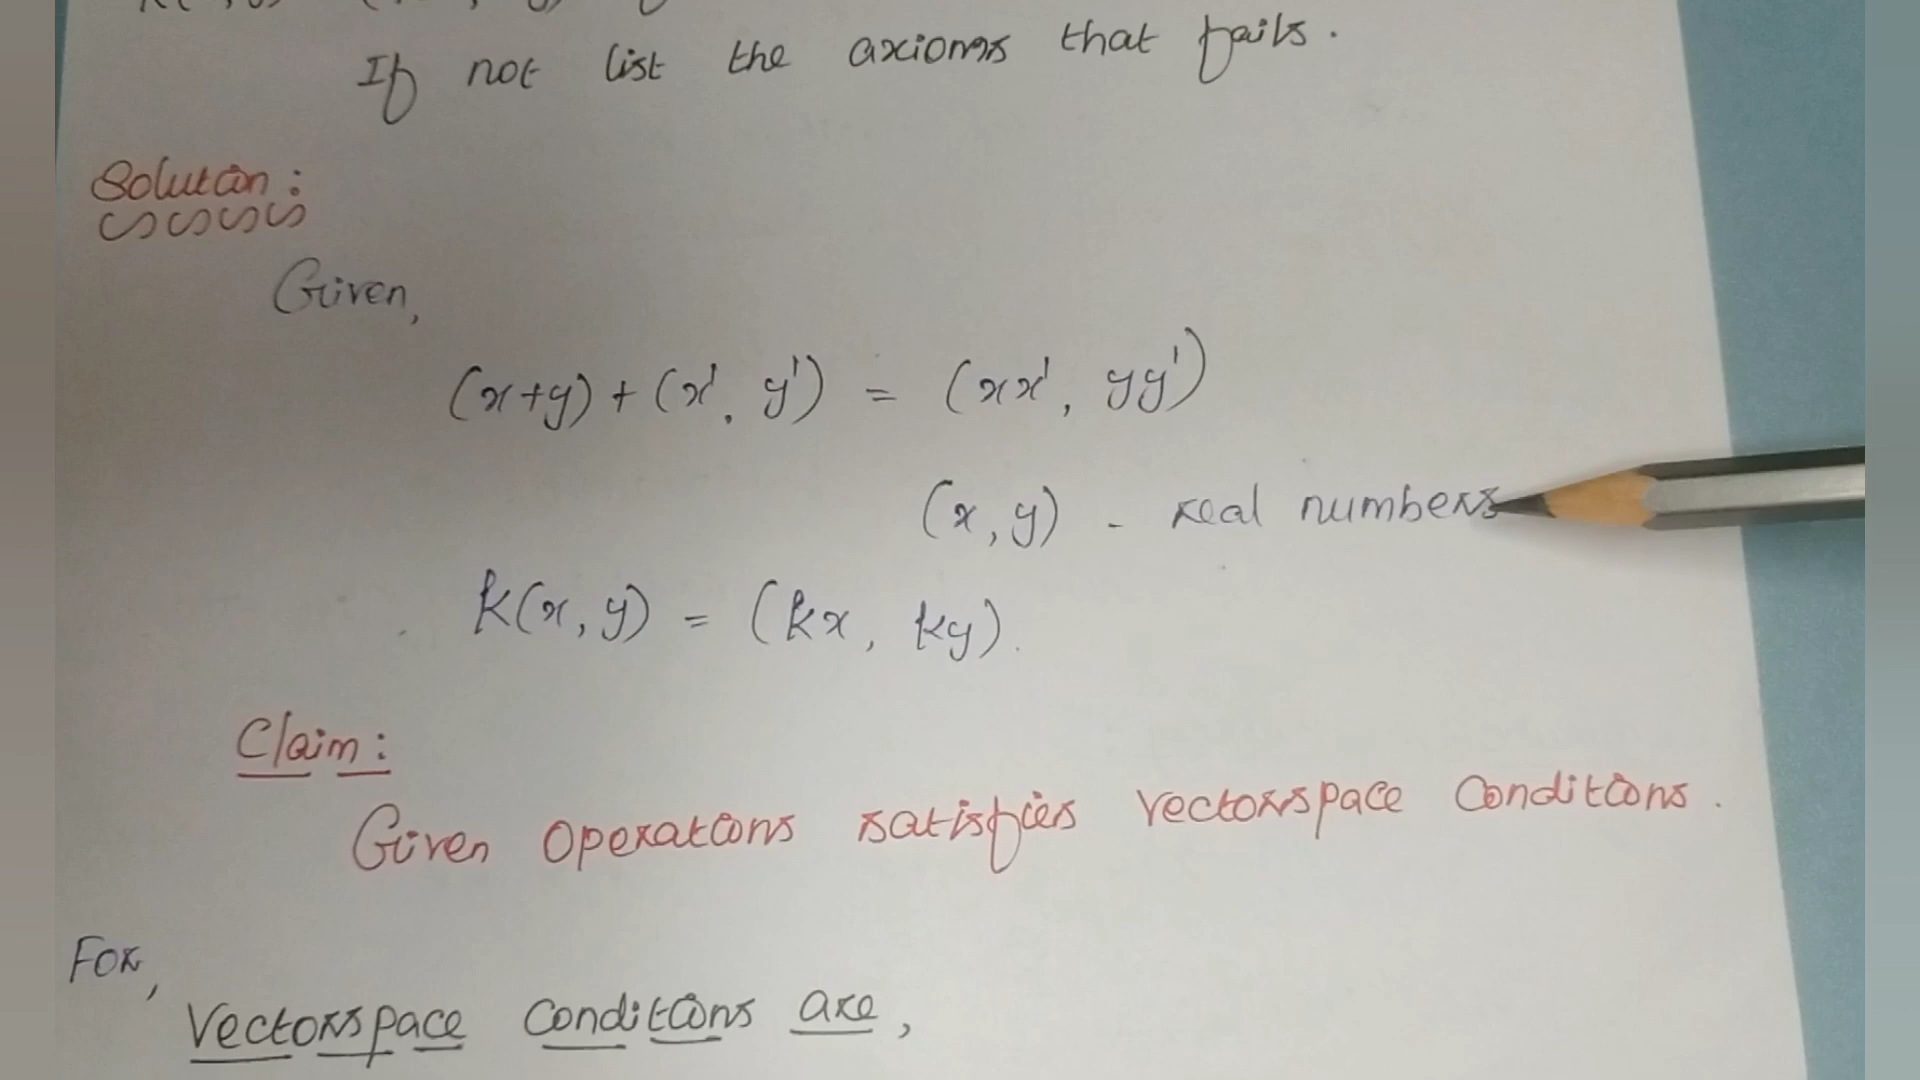 If not list the axioms that fails.
Solution:
Given,
(x+y) + (x', y') = (xx', yy')
(x, y) - real numbers
k(x, y) = (kx, ky).
Claim:
Given operations satisfies vectorspace conditions.
For,
Vectorspace conditions are,